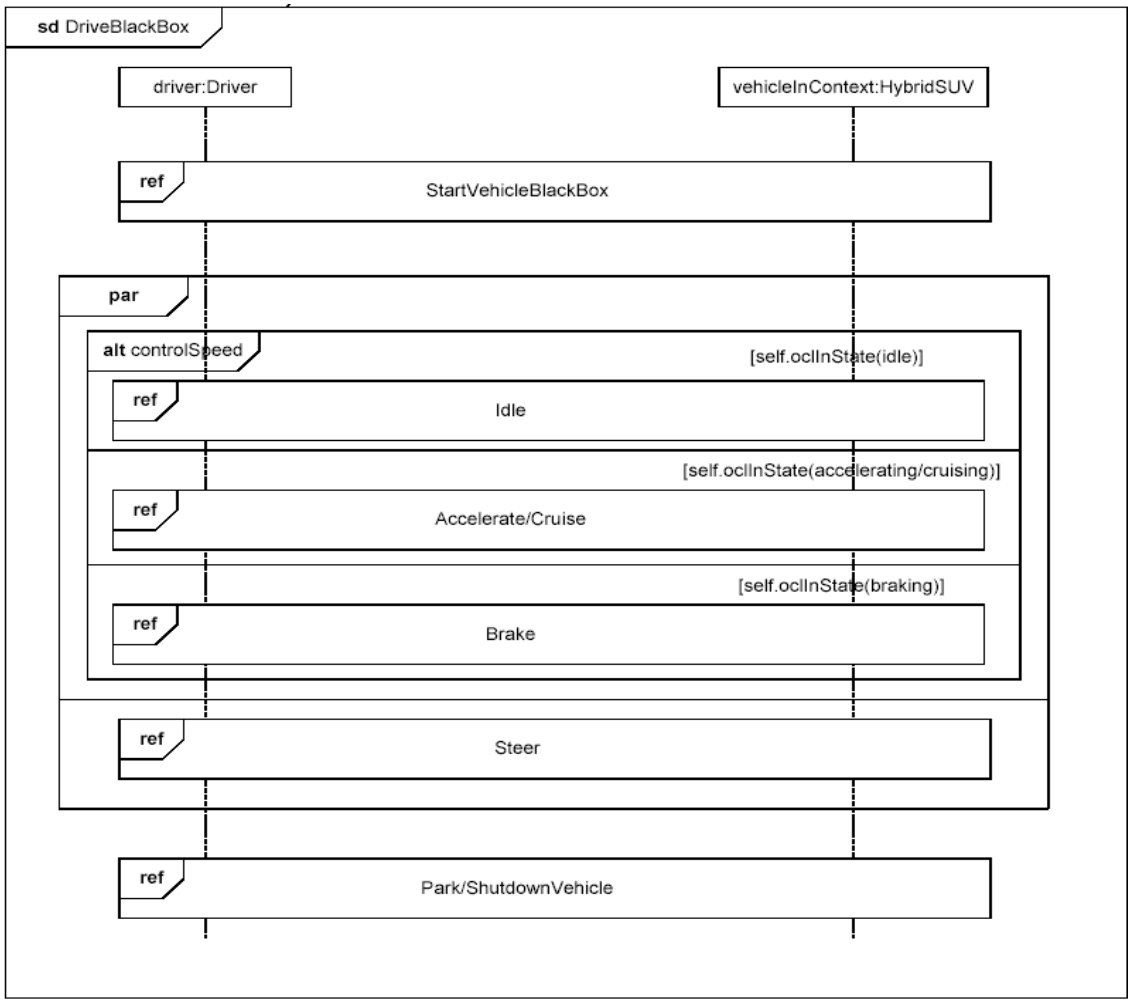 sd DriveBlackBox
driver:Driver
vehicleInContext:HybridSUV
ref
StartVehicleBlackBox
par
alt controlSpeed
[self.oclInState(idle)]
ref
Idle
[self.oclInState(accelerating/cruising)]
ref
Accelerate/Cruise
[self.oclInState(braking)]
ref
Brake
ref
Steer
ref
Park/ShutdownVehicle